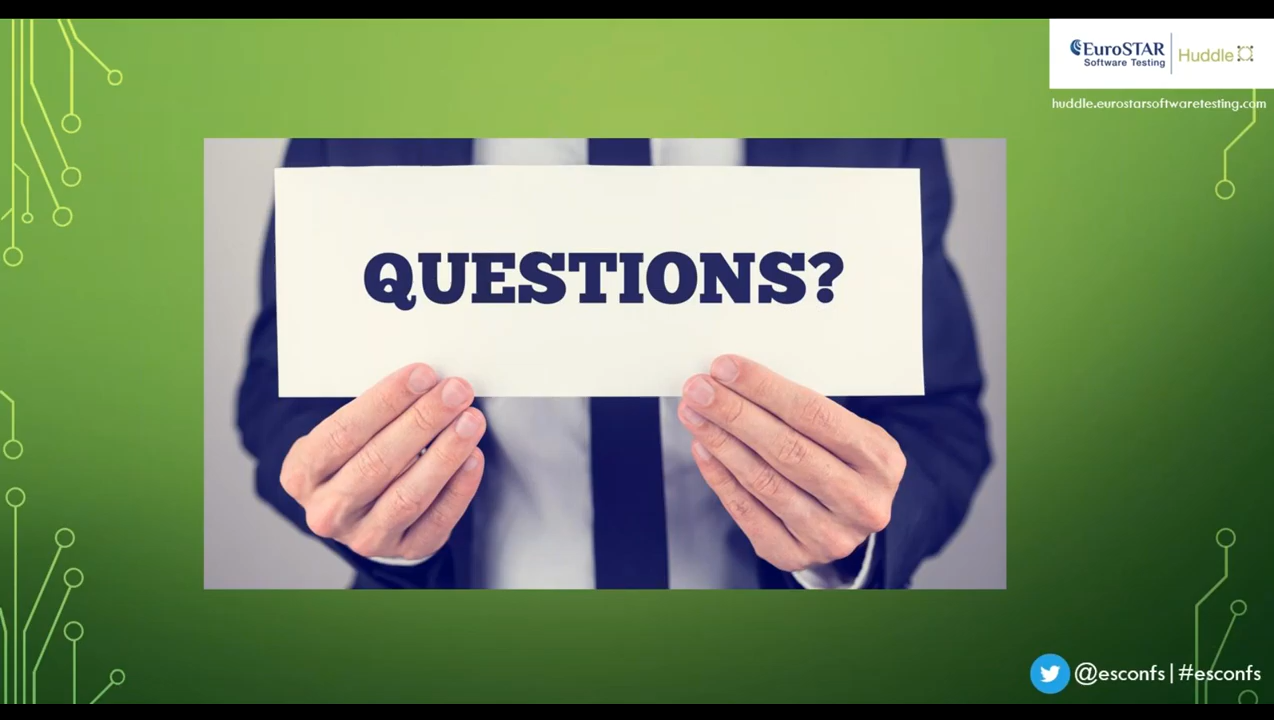 EuroSTAR
Software Testing
Huddle
huddle.eurostarsoftwaretesting.com
QUESTIONS?
@esconfs | #esconfs